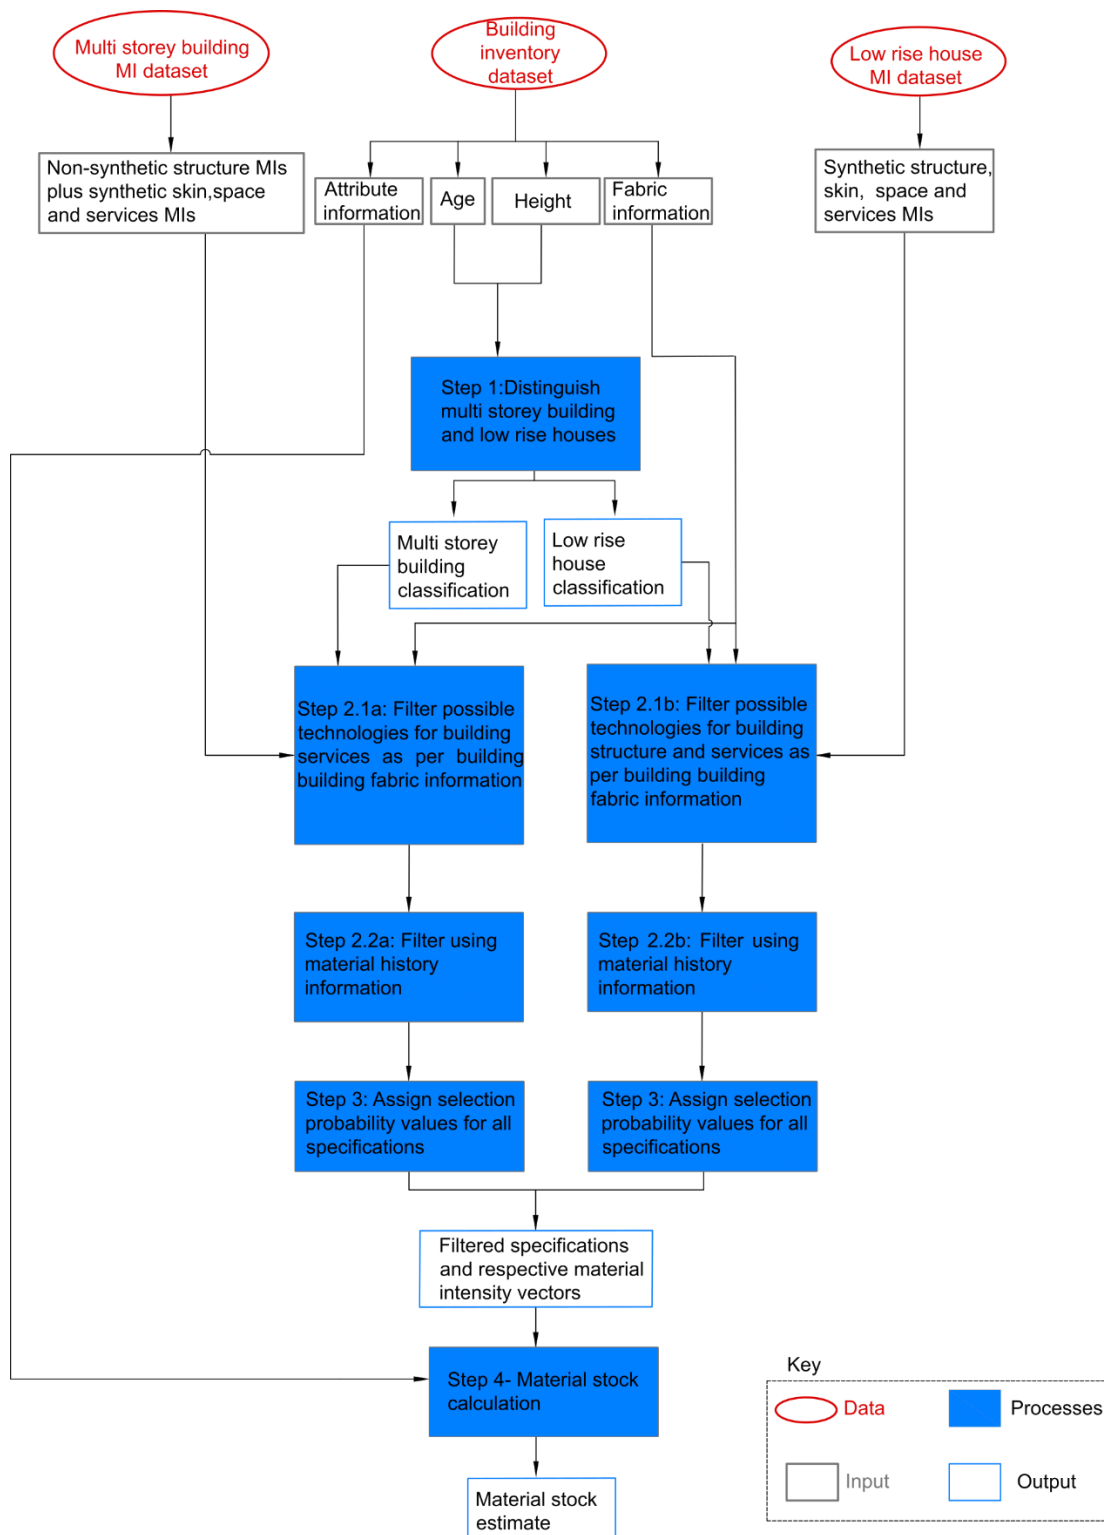 Multi storey building
MI dataset
Building
inventory
dataset
Low rise house
MI dataset
Non-synthetic structure MIs
plus synthetic skin,space
and services MIs
Attribute
information
Age
Height
Fabric
information
Synthetic structure,
skin, space and
services MIs
Step 1:Distinguish
multi storey building
and low rise houses
Multi storey
building
classification
Low rise
house
classification
Step 2.1a: Filter possible
technologies for building
services as per building
building fabric information
Step 2.1b: Filter possible
technologies for building
structure and services as
per building building
fabric information
Step 2.2a: Filter using
material history
information
Step 2.2b: Filter using
material history
information
Step 3: Assign selection
probability values for all
specifications
Step 3: Assign selection
probability values for all
specifications
Filtered specifications
and respective material
intensity vectors
Step 4- Material stock
calculation
Material stock
estimate
Key
Data
Processes
Input
Output